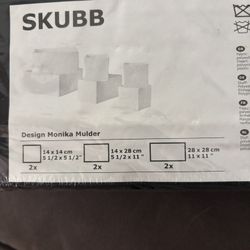 SKUBB
Design Monika Mulder
14 x 14 cm
5 1/2 x 5 1/2"
2x
14 x 28 cm
5 1/2 x 11"
2x
28 x 28 cm
11 x 11"
2x